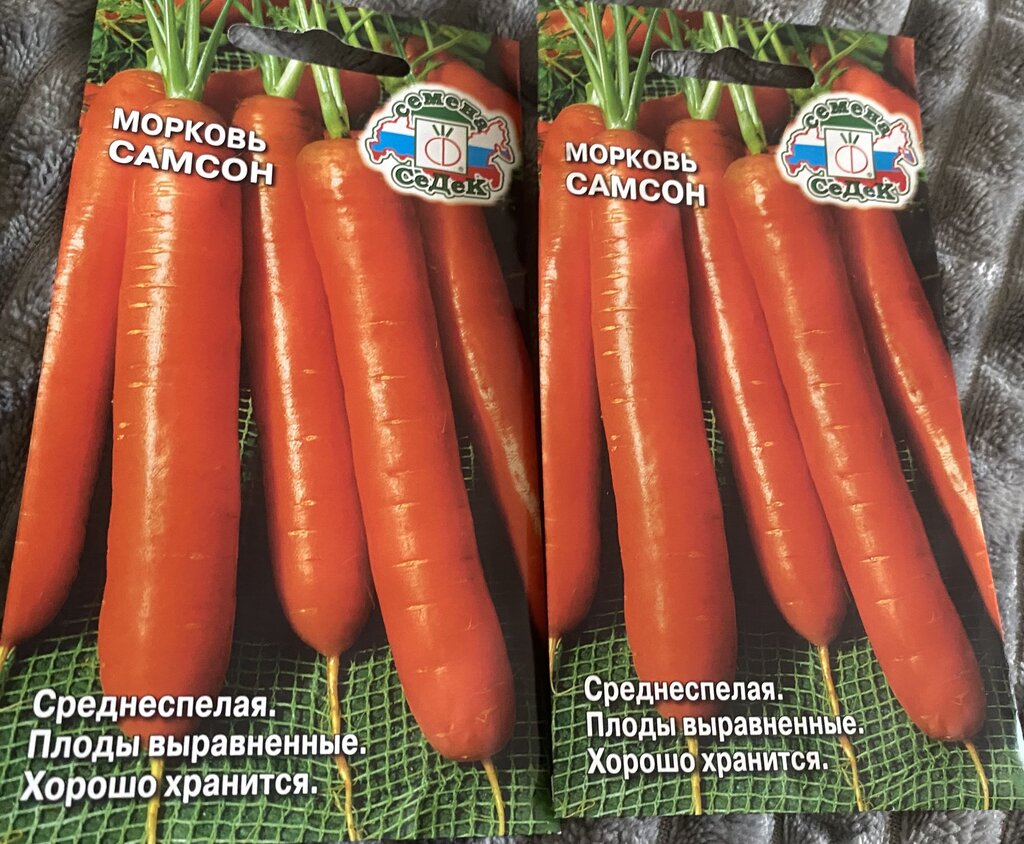 МОРКОВЬ
САМСОН
семена
СеДеК
Среднеспелая.
Плоды выравненные.
Хорошо хранится.
МОРКОВЬ
САМСОН
семена
СеДеК
Среднеспелая.
Плоды выравненные.
Хорошо хранится.